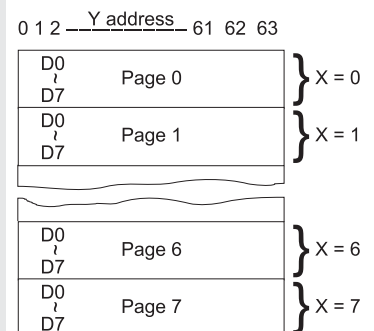 Y address
0 1 2 61 62 63
D0
~
D7
Page 0
X = 0
D0
~
D7
Page 1
X = 1
D0
~
D7
Page 6
X = 6
D0
~
D7
Page 7
X = 7